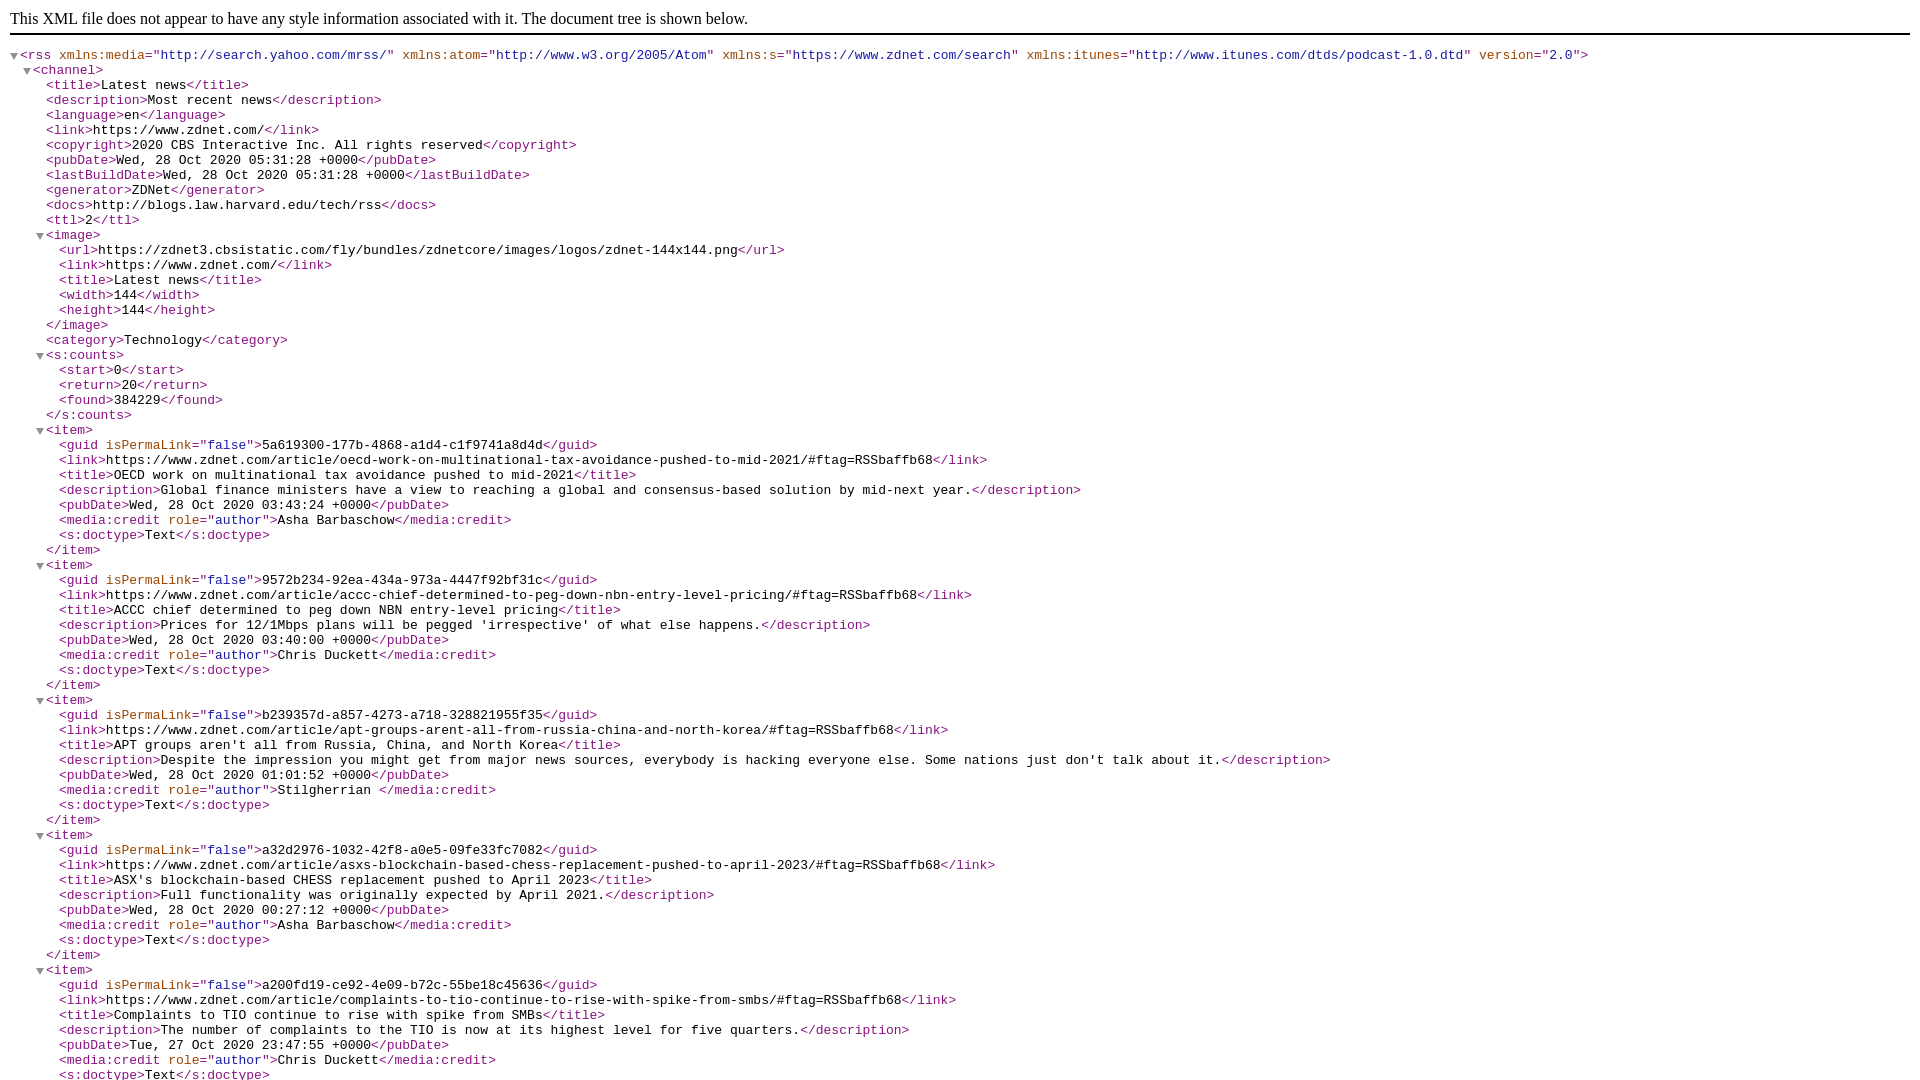 This XML file does not appear to have any style information associated with it. The document tree is shown below.
<rss xmlns:media="http://search.yahoo.com/mrss/" xmlns:atom="http://www.w3.org/2005/Atom" xmlns:s="https://www.zdnet.com/search" xmlns:itunes="http://www.itunes.com/dtds/podcast-1.0.dtd" version="2.0">
<channel>
<title>Latest news</title>
<description>Most recent news</description>
<language>en</language>
<link>https://www.zdnet.com/</link>
<copyright>2020 CBS Interactive Inc. All rights reserved</copyright>
<pubDate>Wed, 28 Oct 2020 05:31:28 +0000</pubDate>
<lastBuildDate>Wed, 28 Oct 2020 05:31:28 +0000</lastBuildDate>
<generator>ZDNet</generator>
<docs>http://blogs.law.harvard.edu/tech/rss</docs>
<ttl>2</ttl>
<image>
<url>https://zdnet3.cbsistatic.com/fly/bundles/zdnetcore/images/logos/zdnet-144x144.png</url>
<link>https://www.zdnet.com/</link>
<title>Latest news</title>
<width>144</width>
<height>144</height>
</image>
<category>Technology</category>
<s:counts>
<start>0</start>
<return>20</return>
<found>384229</found>
</s:counts>
<item>
<guid isPermaLink="false">5a619300-177b-4868-a1d4-c1f9741a8d4d</guid>
<link>https://www.zdnet.com/article/oecd-work-on-multinational-tax-avoidance-pushed-to-mid-2021/#ftag=RSSbaffb68</link>
<title>OECD work on multinational tax avoidance pushed to mid-2021</title>
<description>Global finance ministers have a view to reaching a global and consensus-based solution by mid-next year.</description>
<pubDate>Wed, 28 Oct 2020 03:43:24 +0000</pubDate>
<media:credit role="author">Asha Barbaschow</media:credit>
<s:doctype>Text</s:doctype>
</item>
<item>
<guid isPermaLink="false">9572b234-92ea-434a-973a-4447f92bf31c</guid>
<link>https://www.zdnet.com/article/accc-chief-determined-to-peg-down-nbn-entry-level-pricing/#ftag=RSSbaffb68</link>
<title>ACCC chief determined to peg down NBN entry-level pricing</title>
<description>Prices for 12/1Mbps plans will be pegged 'irrespective' of what else happens.</description>
<pubDate>Wed, 28 Oct 2020 03:40:00 +0000</pubDate>
<media:credit role="author">Chris Duckett</media:credit>
<s:doctype>Text</s:doctype>
</item>
<item>
<guid isPermaLink="false">b239357d-a857-4273-a718-328821955f35</guid>
<link>https://www.zdnet.com/article/apt-groups-arent-all-from-russia-china-and-north-korea/#ftag=RSSbaffb68</link>
<title>APT groups aren't all from Russia, China, and North Korea</title>
<description>Despite the impression you might get from major news sources, everybody is hacking everyone else. Some nations just don't talk about it.</description>
<pubDate>Wed, 28 Oct 2020 01:01:52 +0000</pubDate>
<media:credit role="author">Stilgherrian </media:credit>
<s:doctype>Text</s:doctype>
</item>
<item>
<guid isPermaLink="false">a32d2976-1032-42f8-a0e5-09fe33fc7082</guid>
<link>https://www.zdnet.com/article/asxs-blockchain-based-chess-replacement-pushed-to-april-2023/#ftag=RSSbaffb68</link>
<title>ASX's blockchain-based CHESS replacement pushed to April 2023</title>
<description>Full functionality was originally expected by April 2021.</description>
<pubDate>Wed, 28 Oct 2020 00:27:12 +0000</pubDate>
<media:credit role="author">Asha Barbaschow</media:credit>
<s:doctype>Text</s:doctype>
</item>
<item>
<guid isPermaLink="false">a200fd19-ce92-4e09-b72c-55be18c45636</guid>
<link>https://www.zdnet.com/article/complaints-to-tio-continue-to-rise-with-spike-from-smbs/#ftag=RSSbaffb68</link>
<title>Complaints to TIO continue to rise with spike from SMBs</title>
<description>The number of complaints to the TIO is now at its highest level for five quarters.</description>
<pubDate>Tue, 27 Oct 2020 23:47:55 +0000</pubDate>
<media:credit role="author">Chris Duckett</media:credit>
<s:doctype>Text</s:doctype>